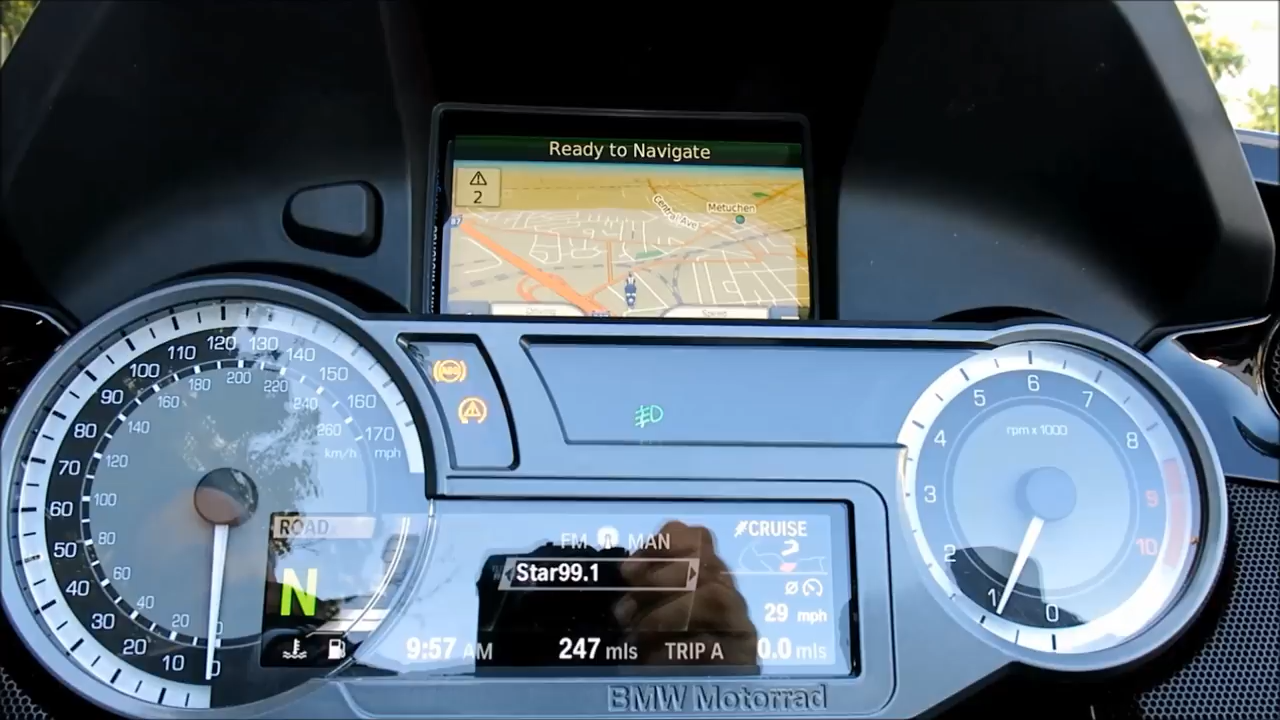 Ready to Navigate
2
Central Ave
Metuchen
87
Speed
10
20
30
40
50
60
70
80
90
100
110
120
130
140
150
160
170
mph
0
20
40
60
80
100
120
140
160
180
200
220
240
260
km/h
ABS
ROAD
N
FM A MAN
Star99.1
CRUISE
Ø
29 mph
9:57 AM
247 mls
TRIP A
0.0 mls
rpm x 1000
0
1
2
3
4
5
6
7
8
9
10
BMW Motorrad